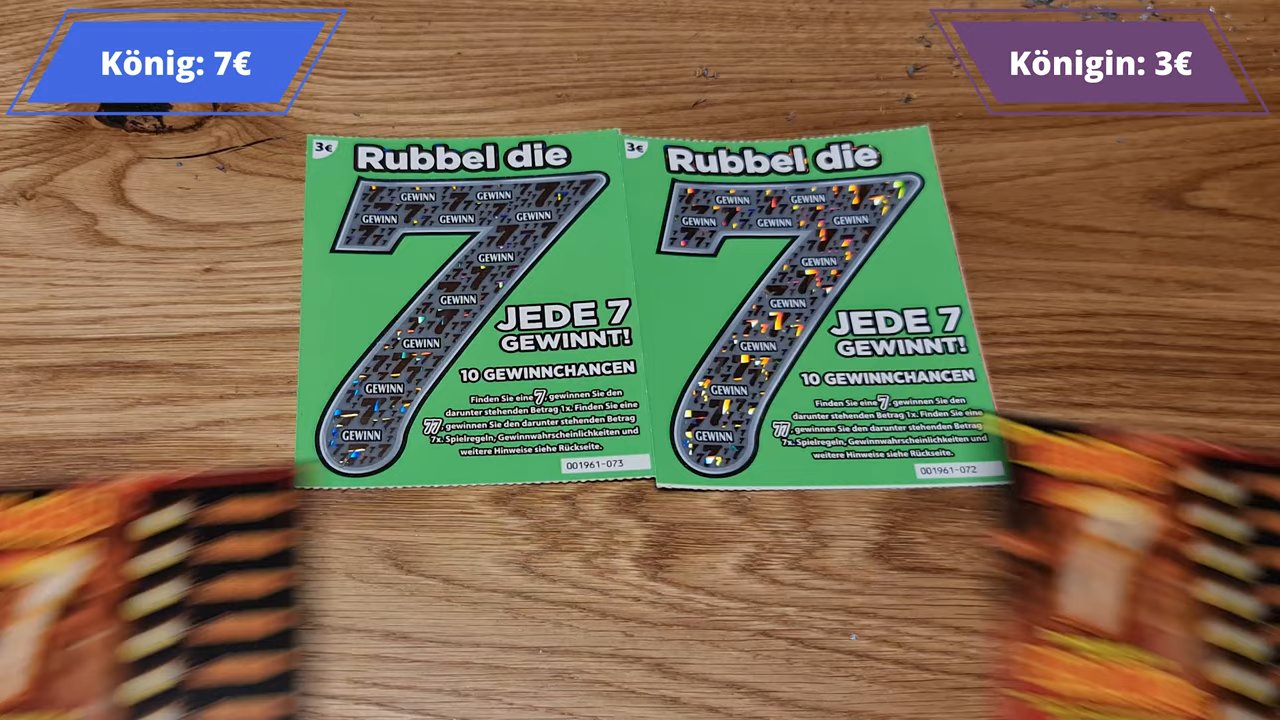 König: 7€
Königin: 3€
3€
Rubbel die
7
GEWINN GEWINN
GEWINN GEWINN GEWINN
GEWINN
GEWINN
GEWINN
GEWINN
GEWINN
JEDE 7
GEWINNT!
10 GEWINNCHANCEN
Finden Sie eine 7, gewinnen Sie den
darunter stehenden Betrag 1x. Finden Sie eine
77, gewinnen Sie den darunter stehenden Betrag
7x. Spielregeln, Gewinnwahrscheinlichkeiten und
weitere Hinweise siehe Rückseite.
001961-073
3€
Rubbel die
7
GEWINN GEWINN
GEWINN GEWINN GEWINN
GEWINN
GEWINN
GEWINN
GEWINN
GEWINN
JEDE 7
GEWINNT!
10 GEWINNCHANCEN
Finden Sie eine 7, gewinnen Sie den
darunter stehenden Betrag 1x. Finden Sie eine
77, gewinnen Sie den darunter stehenden Betrag
7x. Spielregeln, Gewinnwahrscheinlichkeiten und
weitere Hinweise siehe Rückseite.
001961-072
7